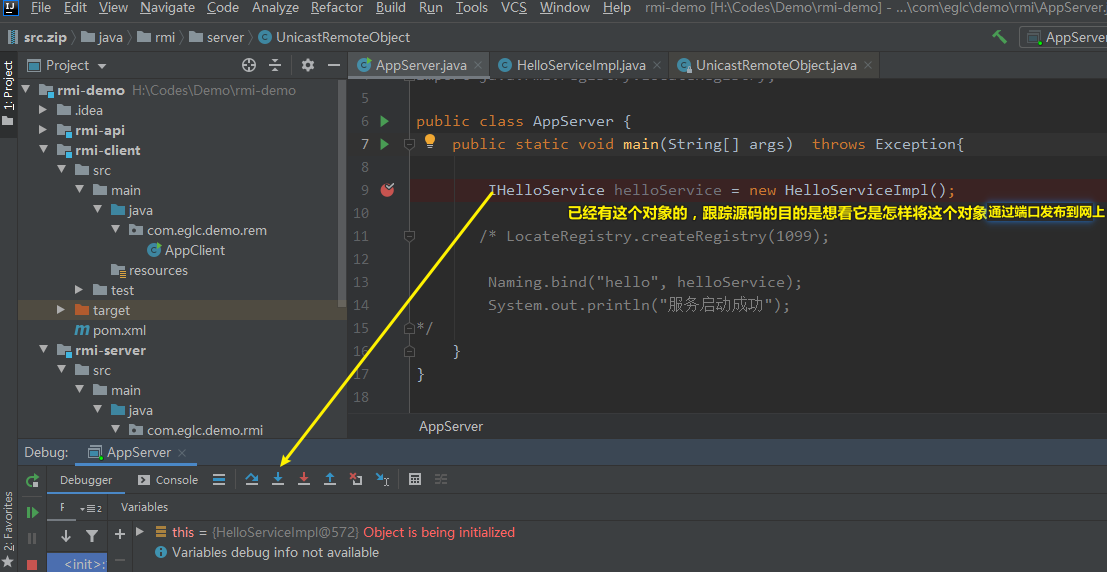 File Edit View Navigate Code Analyze Refactor Build Run Tools VCS Window Help rmi-demo [H:\Codes\Demo\rmi-demo] - ...\com\eglc\demo\rmi\AppServer.
src.zip java rmi server UnicastRemoteObject AppServer
Project
AppServer.java HelloServiceImpl.java UnicastRemoteObject.java
1: Project
rmi-demo H:\Codes\Demo\rmi-demo
.idea
rmi-api
rmi-client
src
main
java
com.eglc.demo.rem
AppClient
resources
test
target
pom.xml
rmi-server
src
main
java
com.eglc.demo.rmi
5
6 public class AppServer {
7 public static void main(String[] args) throws Exception{
8
9 IHelloService helloService = new HelloServiceImpl();
10 已经有这个对象的，跟踪源码的目的是想看它是怎样将这个对象通过端口发布到网上
11 /* LocateRegistry.createRegistry(1099);
12
13 Naming.bind("hello", helloService);
14 System.out.println("服务启动成功");
15 */
16 }
17 }
18
AppServer
Debug: AppServer
Debugger Console
F 2 Variables
this = {HelloServiceImpl@572} Object is being initialized
Variables debug info not available
<init>:
2: Favorites